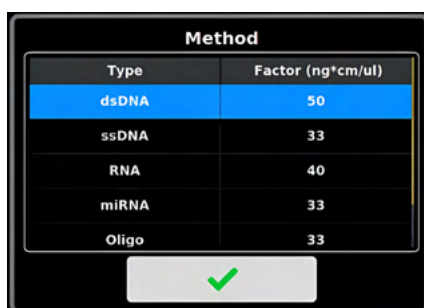 Method
Type Factor (ng*cm/ul)
dsDNA 50
ssDNA 33
RNA 40
miRNA 33
Oligo 33